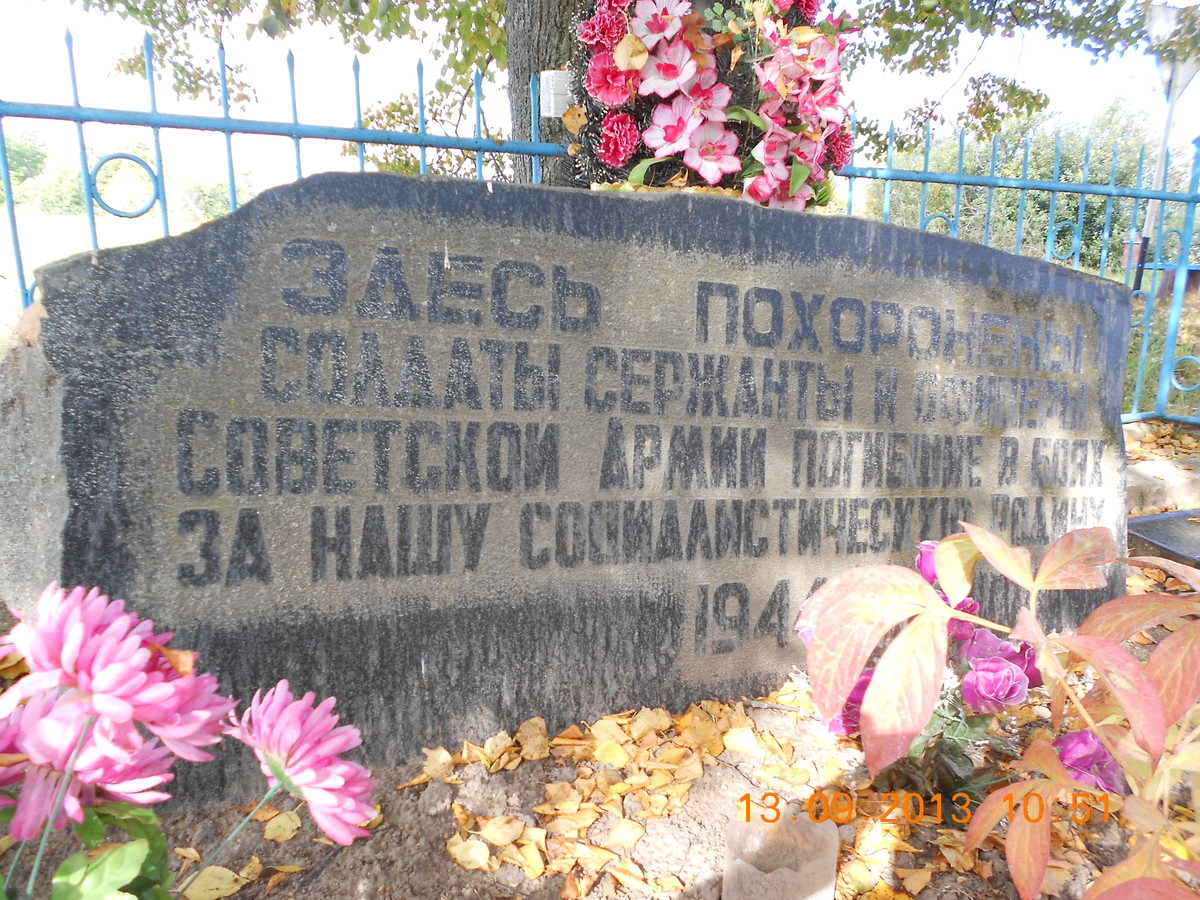 ЗДЕСЬ ПОХОРОНЕНЫ
СОЛДАТЫ СЕРЖАНТЫ И ОФИЦЕРЫ
СОВЕТСКОЙ АРМИИ ПОГИБШИЕ В БОЯХ
ЗА НАШУ СОЦИАЛИСТИЧЕСКУЮ РОДИНУ
13.09.2013 10:51